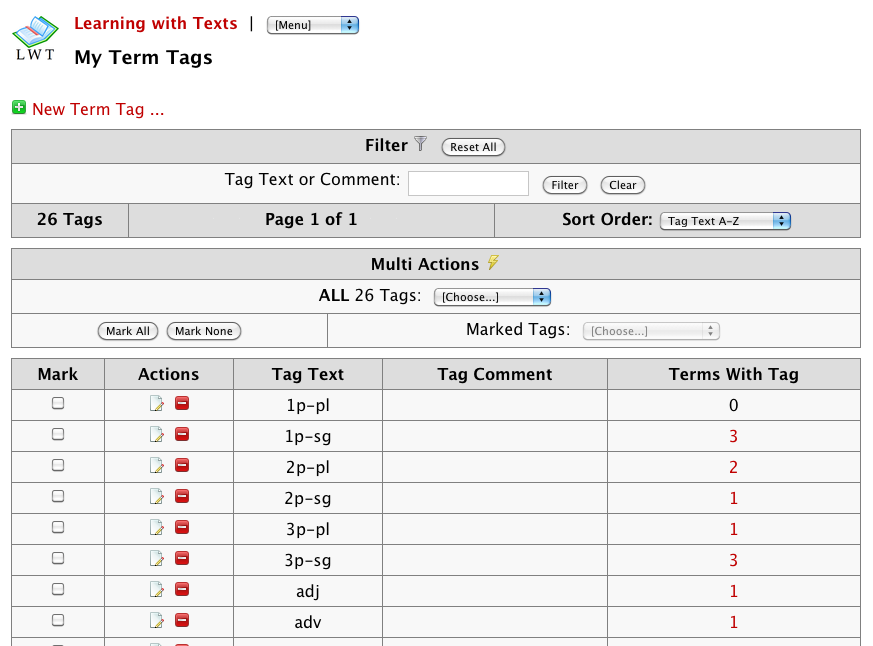 Learning with Texts | [Menu]
LWT
My Term Tags
New Term Tag ...
Filter Reset All
Tag Text or Comment: Filter Clear
26 Tags Page 1 of 1 Sort Order: Tag Text A-Z
Multi Actions
ALL 26 Tags: [Choose...]
Mark All Mark None Marked Tags: [Choose...]
Mark Actions Tag Text Tag Comment Terms With Tag
1p-pl 0
1p-sg 3
2p-pl 2
2p-sg 1
3p-pl 1
3p-sg 3
adj 1
adv 1